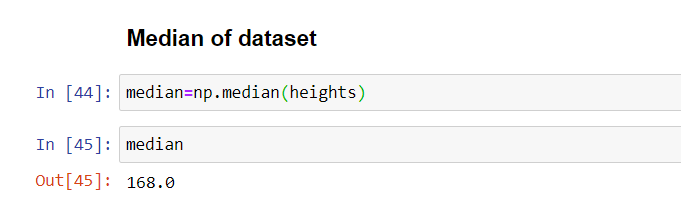 Median of dataset
In [44]: median=np.median(heights)
In [45]: median
Out[45]: 168.0